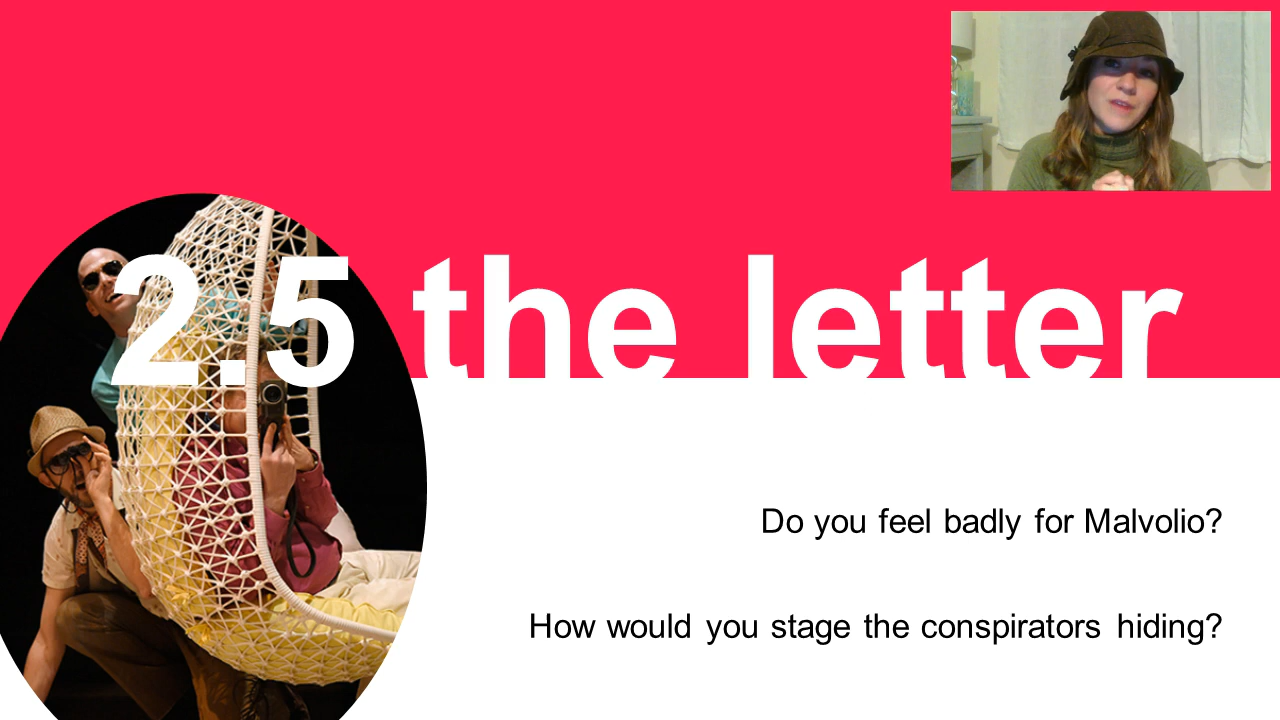 2.5 the letter
Do you feel badly for Malvolio?
How would you stage the conspirators hiding?